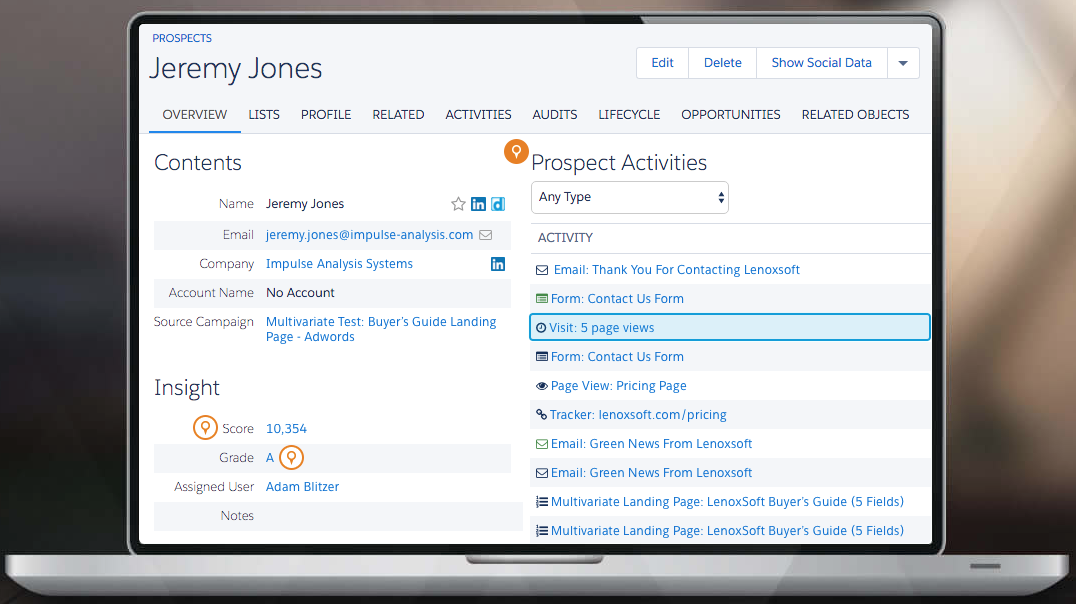 PROSPECTS
Jeremy Jones
Edit Delete Show Social Data
OVERVIEW LISTS PROFILE RELATED ACTIVITIES AUDITS LIFECYCLE OPPORTUNITIES RELATED OBJECTS
Contents
Name Jeremy Jones
Email jeremy.jones@impulse-analysis.com
Company Impulse Analysis Systems
Account Name No Account
Source Campaign Multivariate Test: Buyer's Guide Landing
Page - Adwords
Insight
Score 10,354
Grade A
Assigned User Adam Blitzer
Notes
Prospect Activities
Any Type
ACTIVITY
Email: Thank You For Contacting Lenoxsoft
Form: Contact Us Form
Visit: 5 page views
Form: Contact Us Form
Page View: Pricing Page
Tracker: lenoxsoft.com/pricing
Email: Green News From Lenoxsoft
Email: Green News From Lenoxsoft
Multivariate Landing Page: LenoxSoft Buyer's Guide (5 Fields)
Multivariate Landing Page: LenoxSoft Buyer's Guide (5 Fields)